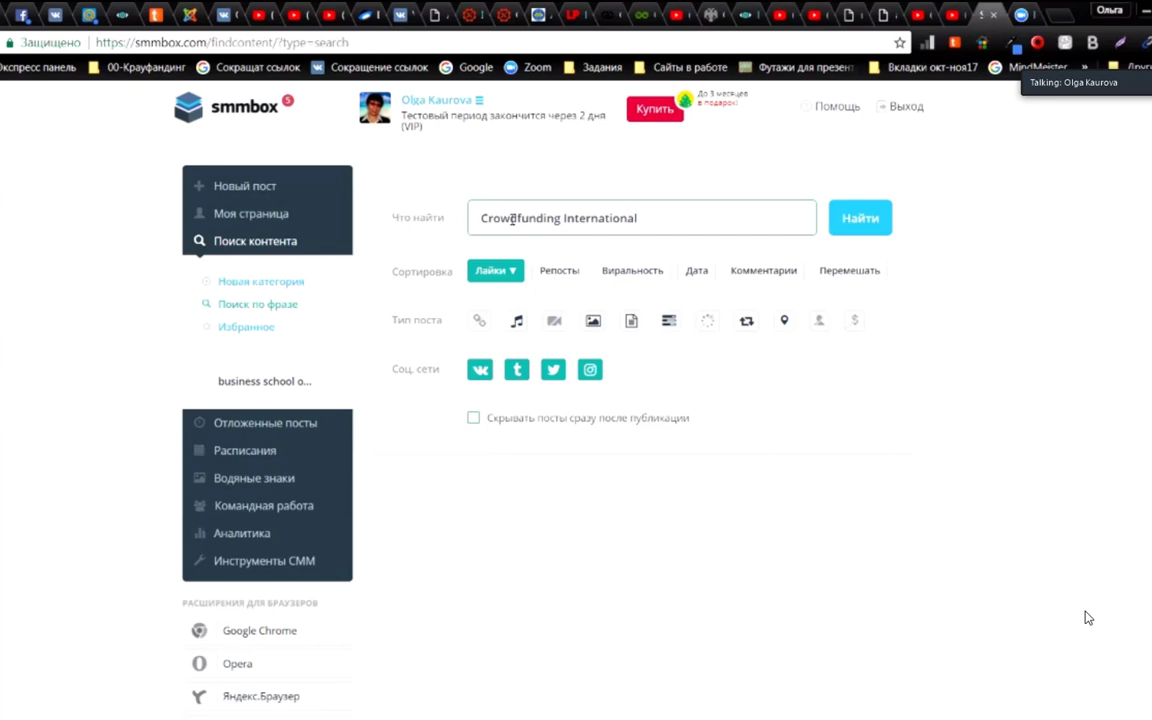 Ольга
Защищено https://smmbox.com/findcontent/?type=search
кспресс панель 00-Крауфандинг Сократит ссылок Сокращение ссылок Google Zoom Задания Сайты в работе Футажи для презент Вкладки окт-ноя17 MindMeister » Други
Talking: Olga Kaurova
smmbox 5
Olga Kaurova
Тестовый период закончится через 2 дня
(VIP)
Купить
До 3 месяцев
в подарок!
Помощь
Выход
Новый пост
Моя страница
Поиск контента
Новая категория
Поиск по фразе
Избранное
business school o...
Отложенные посты
Расписания
Водяные знаки
Командная работа
Аналитика
Инструменты СММ
РАСШИРЕНИЯ ДЛЯ БРАУЗЕРОВ
Google Chrome
Opera
Яндекс.Браузер
Что найти Crowdfunding International Найти
Сортировка Лайки ▼ Репосты Виральность Дата Комментарии Перемешать
Тип поста
Соц. сети
Скрывать посты сразу после публикации